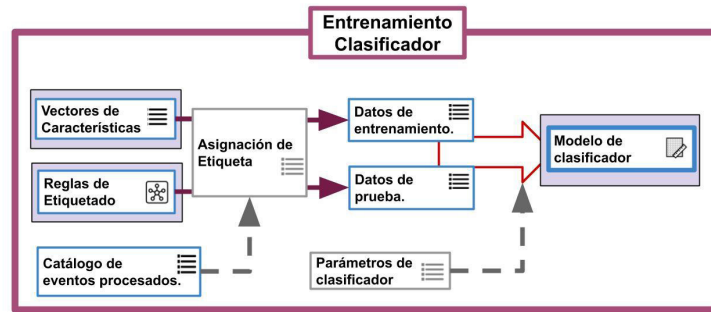 Entrenamiento
Clasificador
Vectores de
Características
Asignación de
Etiqueta
Datos de
entrenamiento.
Modelo de
clasificador
Reglas de
Etiquetado
Datos de
prueba.
Catálogo de
eventos procesados.
Parámetros de
clasificador